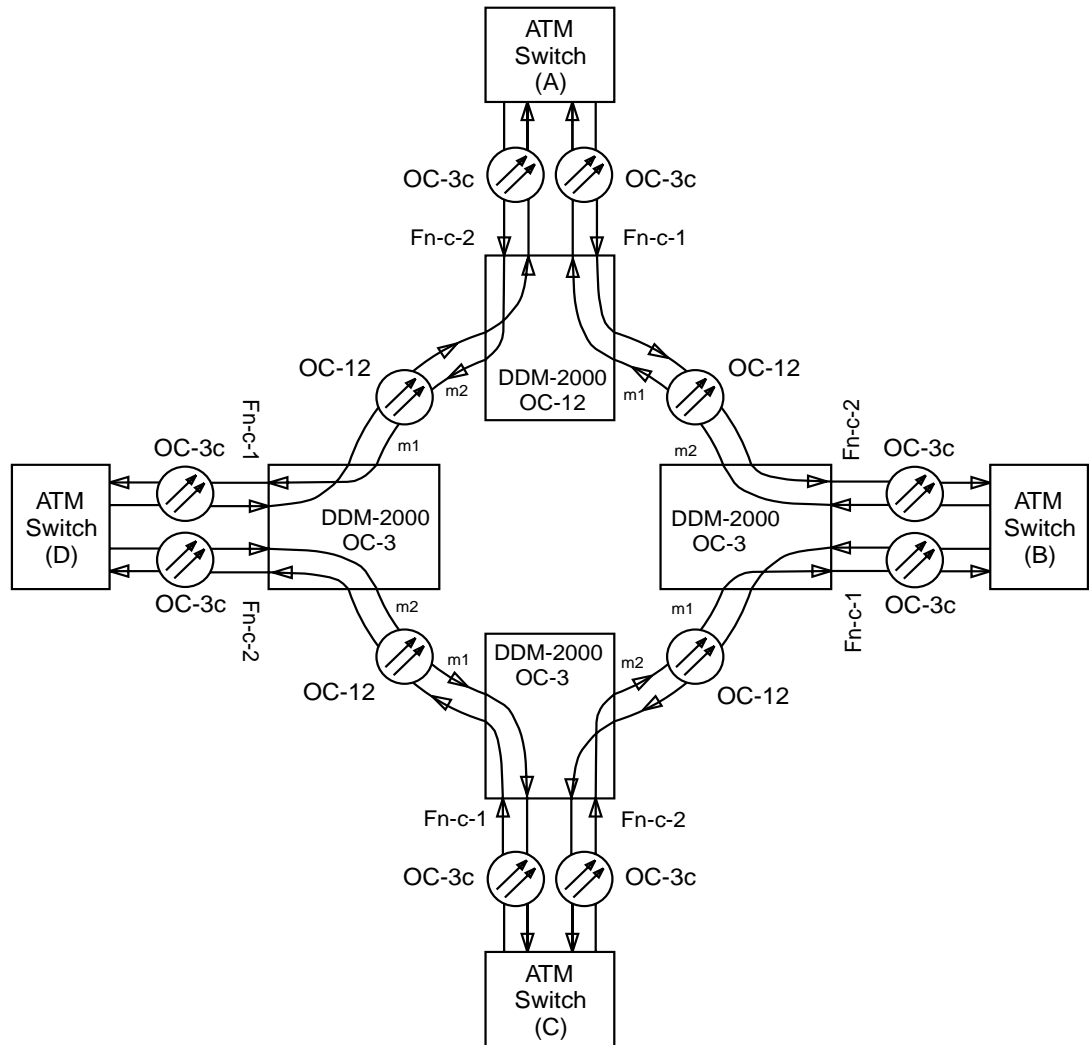 ATM
Switch
(A)
OC-3c
OC-3c
Fn-c-2
Fn-c-1
DDM-2000
OC-12
OC-12
OC-12
m2
m1
m1
m2
Fn-c-1
Fn-c-2
OC-3c
OC-3c
ATM
Switch
(D)
DDM-2000
OC-3
DDM-2000
OC-3
ATM
Switch
(B)
OC-3c
OC-3c
Fn-c-2
Fn-c-1
m2
m1
m1
m2
DDM-2000
OC-3
OC-12
OC-12
Fn-c-1
Fn-c-2
OC-3c
OC-3c
ATM
Switch
(C)